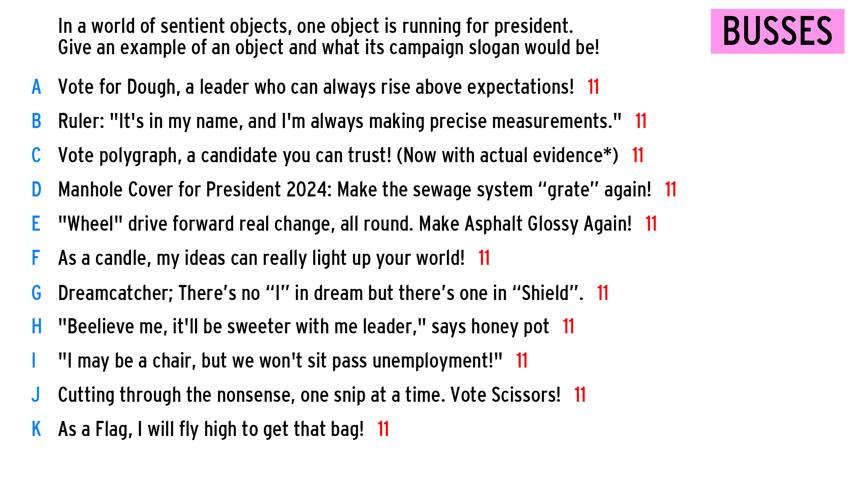 In a world of sentient objects, one object is running for president.
Give an example of an object and what its campaign slogan would be!
BUSSES
A Vote for Dough, a leader who can always rise above expectations! 11
B Ruler: "It's in my name, and I'm always making precise measurements." 11
C Vote polygraph, a candidate you can trust! (Now with actual evidence*) 11
D Manhole Cover for President 2024: Make the sewage system “grate” again! 11
E "Wheel" drive forward real change, all round. Make Asphalt Glossy Again! 11
F As a candle, my ideas can really light up your world! 11
G Dreamcatcher; There’s no “I” in dream but there’s one in “Shield”. 11
H "Beelieve me, it'll be sweeter with me leader," says honey pot 11
I "I may be a chair, but we won't sit pass unemployment!" 11
J Cutting through the nonsense, one snip at a time. Vote Scissors! 11
K As a Flag, I will fly high to get that bag! 11